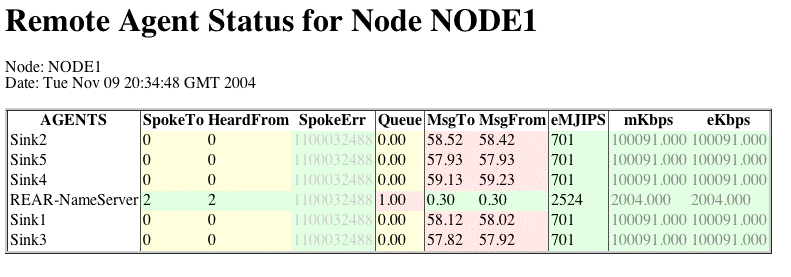 Remote Agent Status for Node NODE1
Node: NODE1
Date: Tue Nov 09 20:34:48 GMT 2004
AGENTS SpokeTo HeardFrom SpokeErr Queue MsgTo MsgFrom eMJIPS mKbps eKbps
Sink2 0 0 1100032488 0.00 58.52 58.42 701 100091.000 100091.000
Sink5 0 0 1100032488 0.00 57.93 57.93 701 100091.000 100091.000
Sink4 0 0 1100032488 0.00 59.13 59.23 701 100091.000 100091.000
REAR-NameServer 2 2 1100032488 1.00 0.30 0.30 2524 2004.000 2004.000
Sink1 0 0 1100032488 0.00 58.12 58.02 701 100091.000 100091.000
Sink3 0 0 1100032488 0.00 57.82 57.92 701 100091.000 100091.000